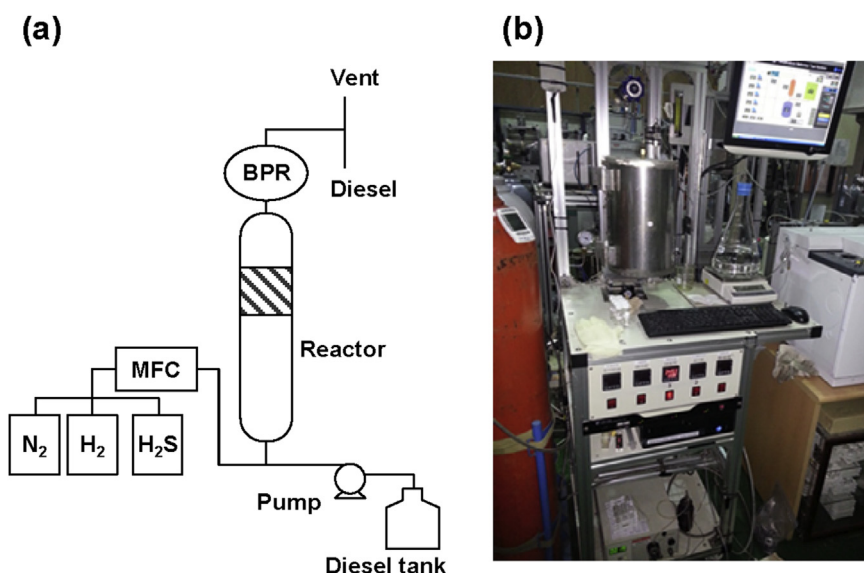 (a)
(b)
Vent
BPR
Diesel
Reactor
MFC
N₂
H₂
H₂S
Pump
Diesel tank